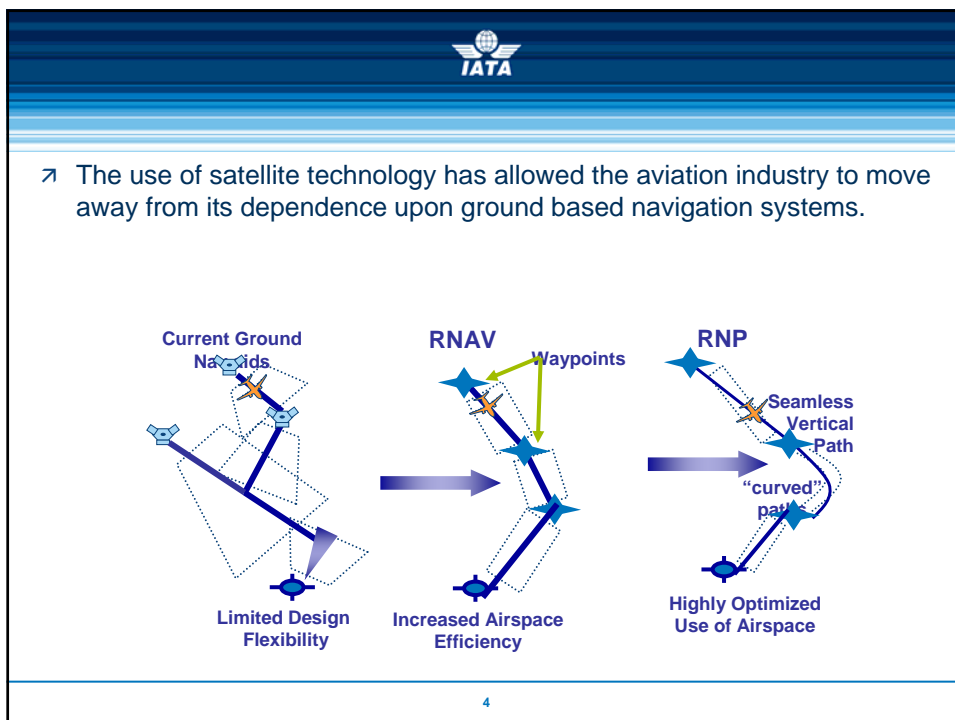 IATA
The use of satellite technology has allowed the aviation industry to move
away from its dependence upon ground based navigation systems.
Current Ground
RNAV
Waypoints
Limited Design
Flexibility
Increased Airspace
Efficiency
RNP
Seamless
Vertical
Path
“curved”
paths
Highly Optimized
Use of Airspace
4